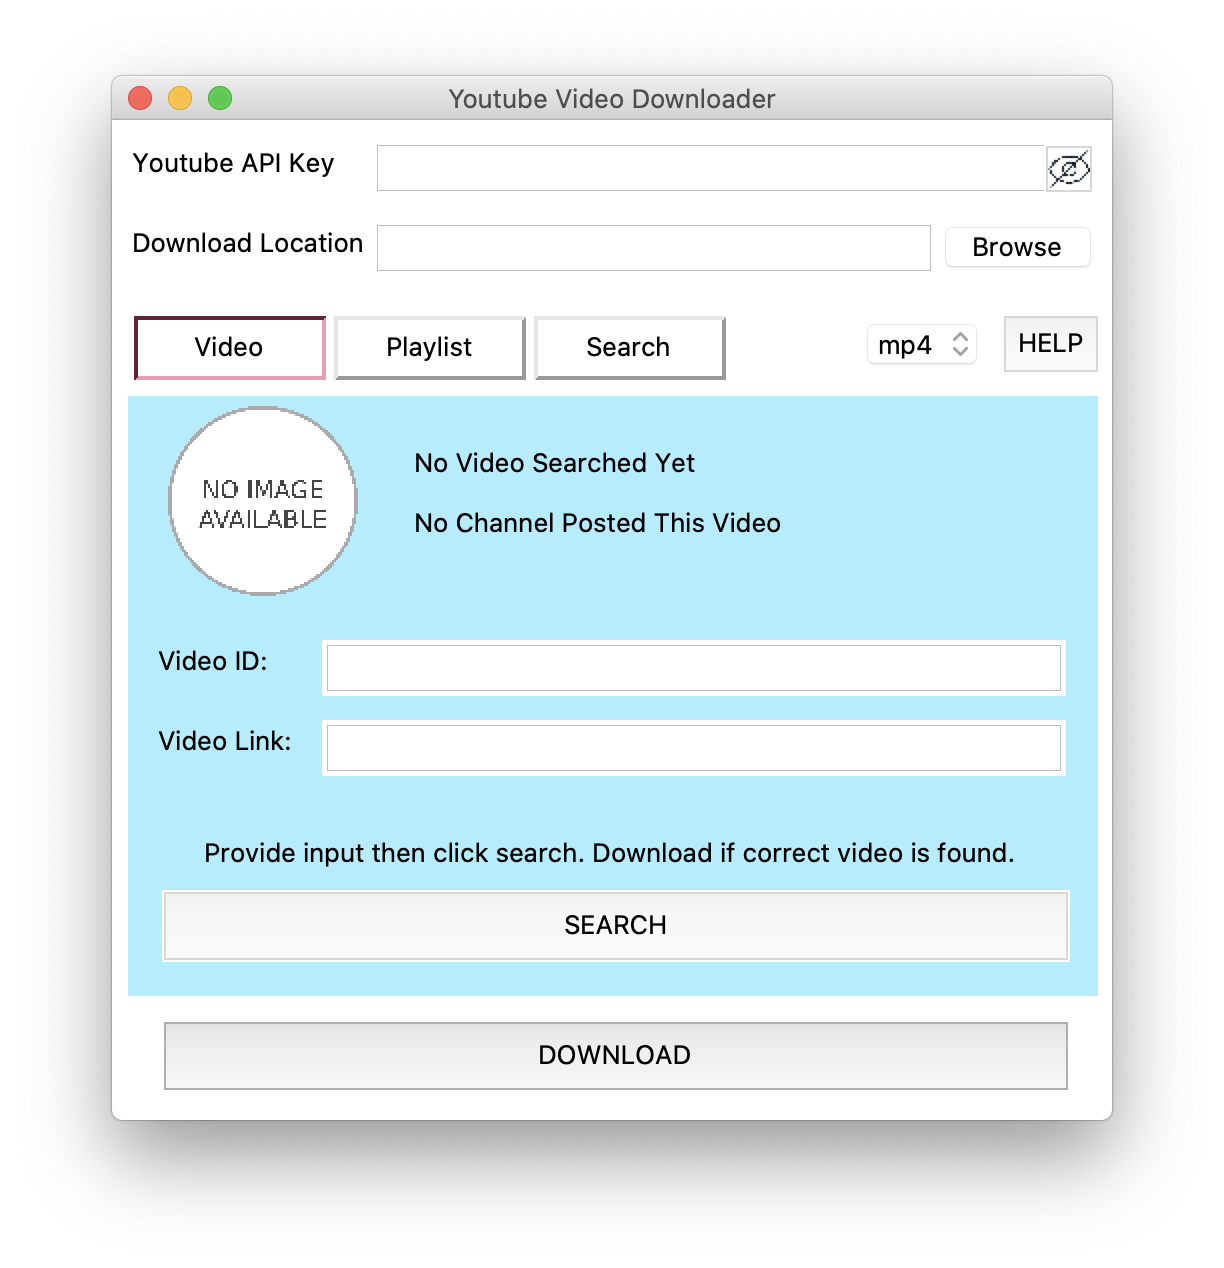 Youtube Video Downloader
Youtube API Key
Download Location
Browse
Video
Playlist
Search
mp4
HELP
NO IMAGE
AVAILABLE
No Video Searched Yet
No Channel Posted This Video
Video ID:
Video Link:
Provide input then click search. Download if correct video is found.
SEARCH
DOWNLOAD